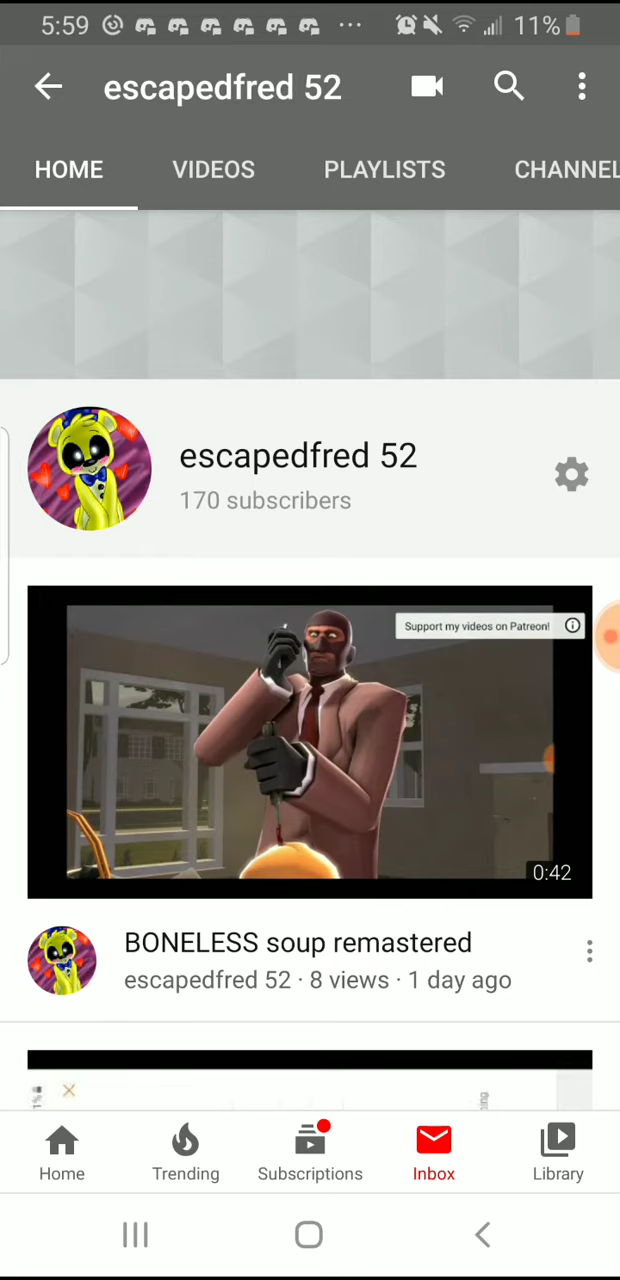 5:59 ... 11%
escapedfred 52
HOME VIDEOS PLAYLISTS CHANNEL
escapedfred 52
170 subscribers
Support my videos on Patreon!
0:42
BONELESS soup remastered
escapedfred 52 · 8 views · 1 day ago
1%
Home Trending Subscriptions Inbox Library